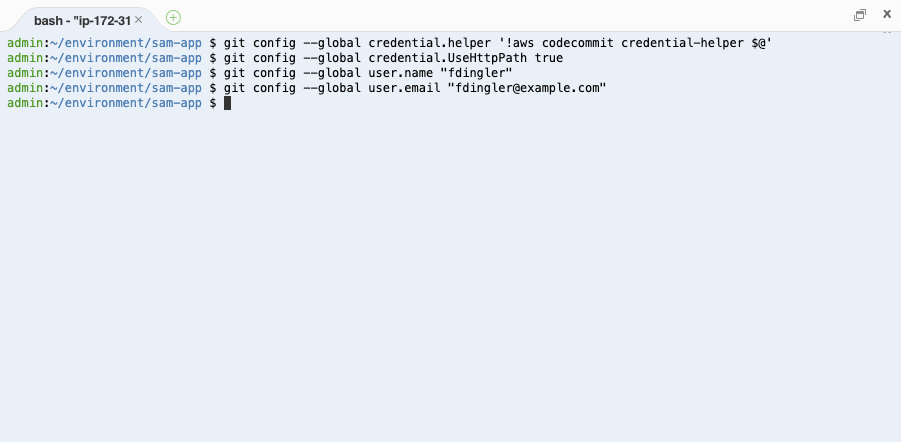 bash - "ip-172-31
admin:~/environment/sam-app $ git config --global credential.helper '!aws codecommit credential-helper $@'
admin:~/environment/sam-app $ git config --global credential.UseHttpPath true
admin:~/environment/sam-app $ git config --global user.name "fdingler"
admin:~/environment/sam-app $ git config --global user.email "fdingler@example.com"
admin:~/environment/sam-app $